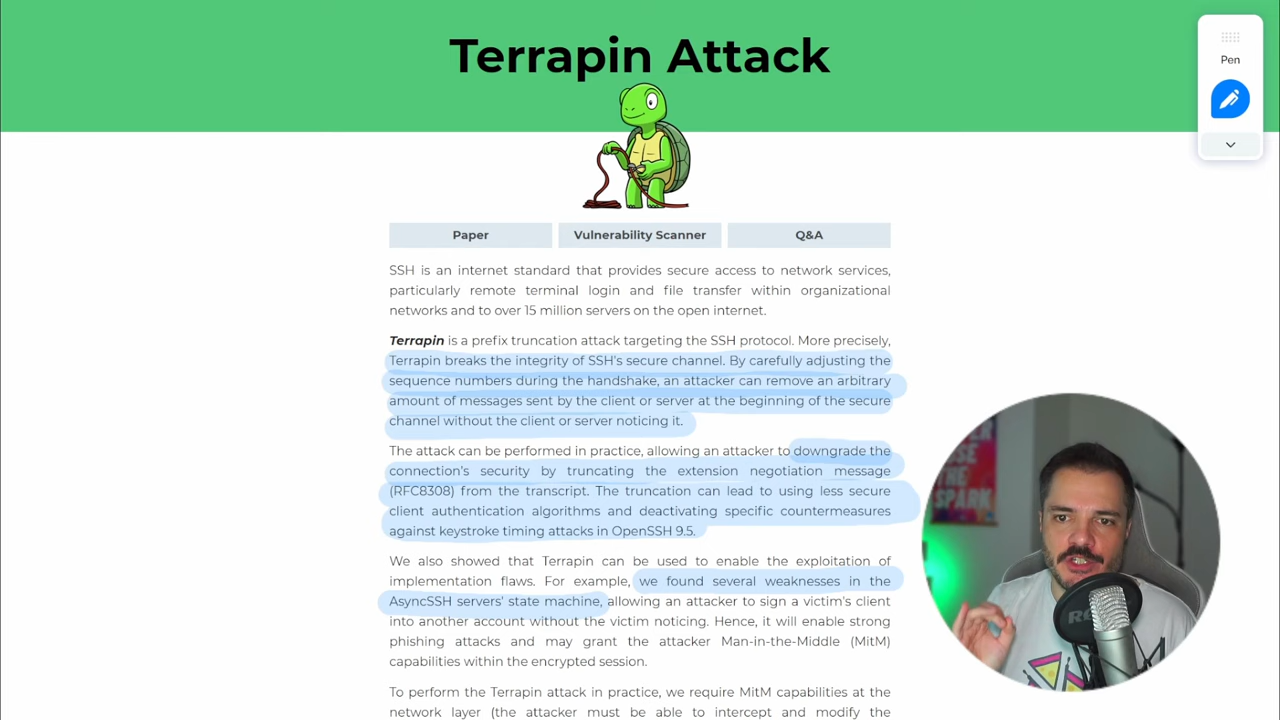 Terrapin Attack
Pen
Paper
Vulnerability Scanner
Q&A
SSH is an internet standard that provides secure access to network services,
particularly remote terminal login and file transfer within organizational
networks and to over 15 million servers on the open internet.
Terrapin is a prefix truncation attack targeting the SSH protocol. More precisely,
Terrapin breaks the integrity of SSH's secure channel. By carefully adjusting the
sequence numbers during the handshake, an attacker can remove an arbitrary
amount of messages sent by the client or server at the beginning of the secure
channel without the client or server noticing it.
The attack can be performed in practice, allowing an attacker to downgrade the
connection's security by truncating the extension negotiation message
(RFC8308) from the transcript. The truncation can lead to using less secure
client authentication algorithms and deactivating specific countermeasures
against keystroke timing attacks in OpenSSH 9.5.
We also showed that Terrapin can be used to enable the exploitation of
implementation flaws. For example, we found several weaknesses in the
AsyncSSH servers' state machine, allowing an attacker to sign a victim's client
into another account without the victim noticing. Hence, it will enable strong
phishing attacks and may grant the attacker Man-in-the-Middle (MitM)
capabilities within the encrypted session.
To perform the Terrapin attack in practice, we require MitM capabilities at the
network layer (the attacker must be able to intercept and modify the
THE
SPARK